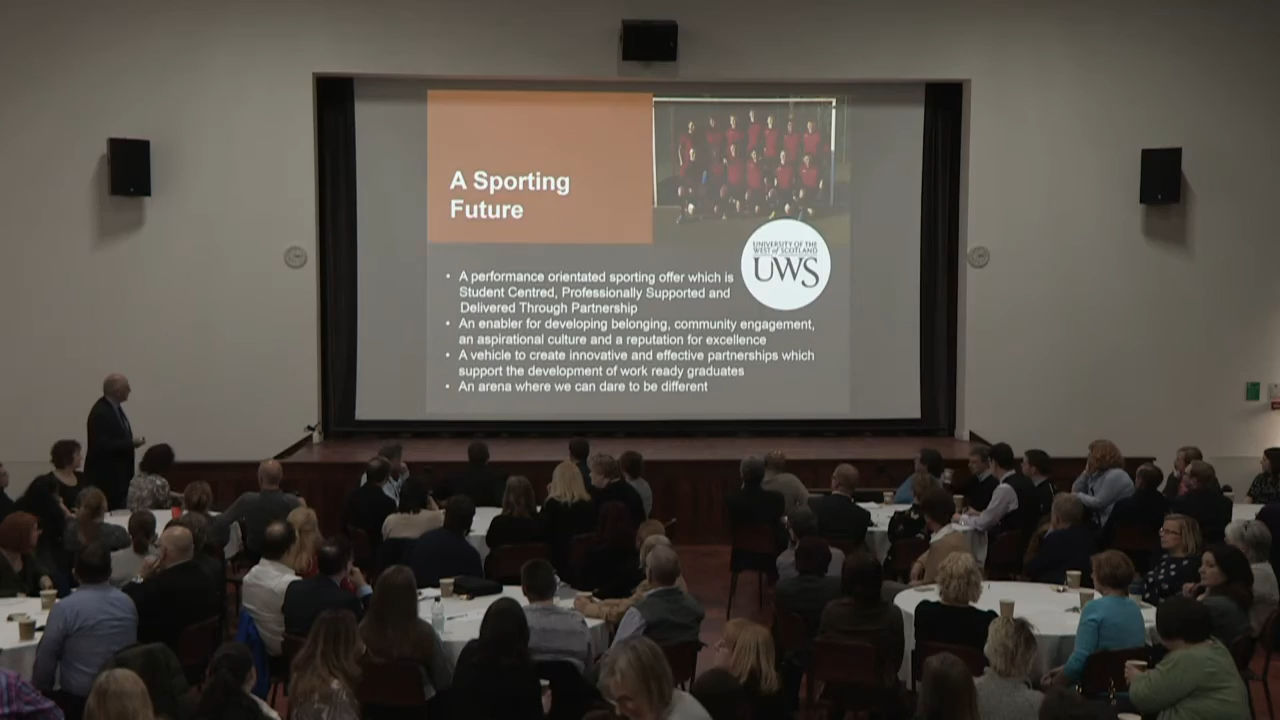 A Sporting
Future
UNIVERSITY OF THE
WEST of SCOTLAND
UWS
• A performance orientated sporting offer which is
Student Centred, Professionally Supported and
Delivered Through Partnership
• An enabler for developing belonging, community engagement,
an aspirational culture and a reputation for excellence
• A vehicle to create innovative and effective partnerships which
support the development of work ready graduates
• An arena where we can dare to be different